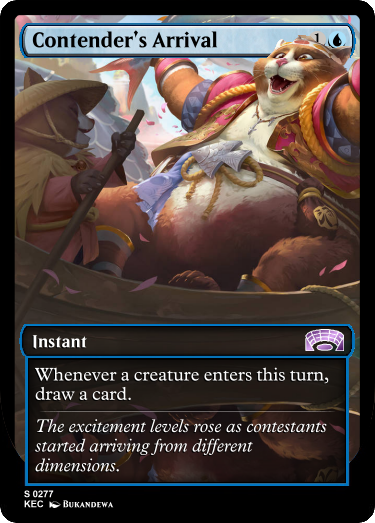 Contender's Arrival 1
Instant
Whenever a creature enters this turn,
draw a card.
The excitement levels rose as contestants
started arriving from different
dimensions.
S 0277
KEC Bukandewa